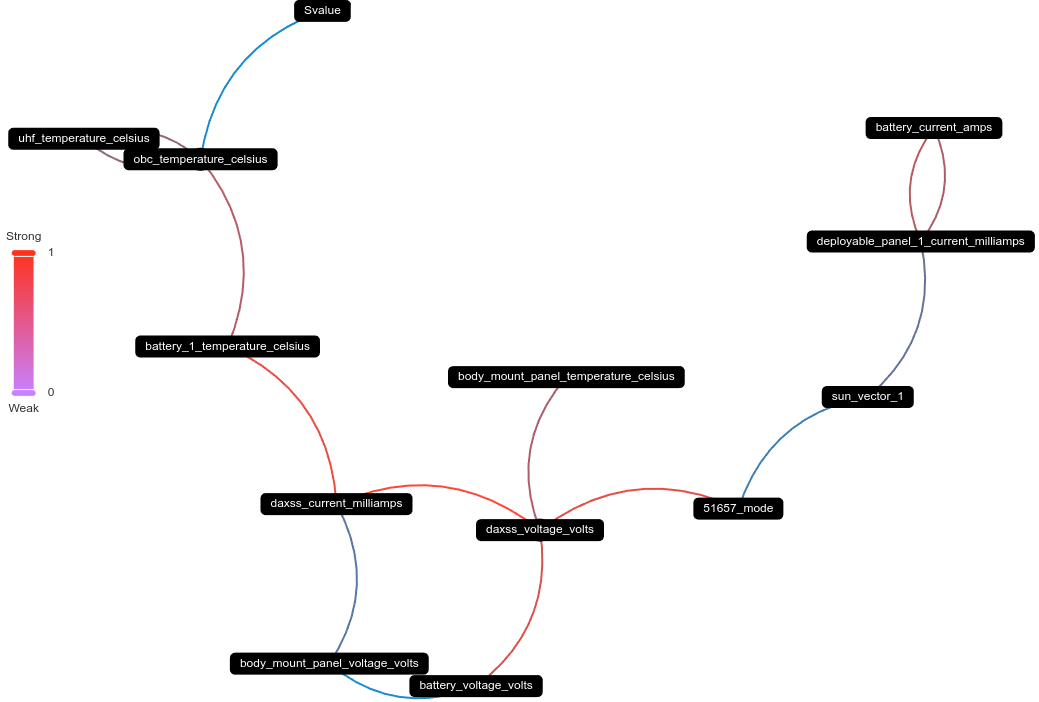 Svalue
uhf_temperature_celsius
obc_temperature_celsius
battery_current_amps
deployable_panel_1_current_milliamps
Strong
1
0
Weak
battery_1_temperature_celsius
body_mount_panel_temperature_celsius
sun_vector_1
daxss_current_milliamps
daxss_voltage_volts
51657_mode
body_mount_panel_voltage_volts
battery_voltage_volts